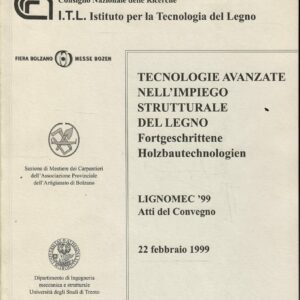 Consiglio Nazionale delle Ricerche
I.T.L. Istituto per la Tecnologia del Legno
FIERA BOLZANO MESSE BOZEN
TECNOLOGIE AVANZATE
NELL'IMPIEGO
STRUTTURALE
DEL LEGNO
Fortgeschrittene
Holzbautechnologien
Sezione di Mestiere dei Carpentieri
dell'Associazione Provinciale
dell'Artigianato di Bolzano
LIGNOMEC '99
Atti del Convegno
22 febbraio 1999
Dipartimento di Ingegneria
meccanica e strutturale
Università degli Studi di Trento